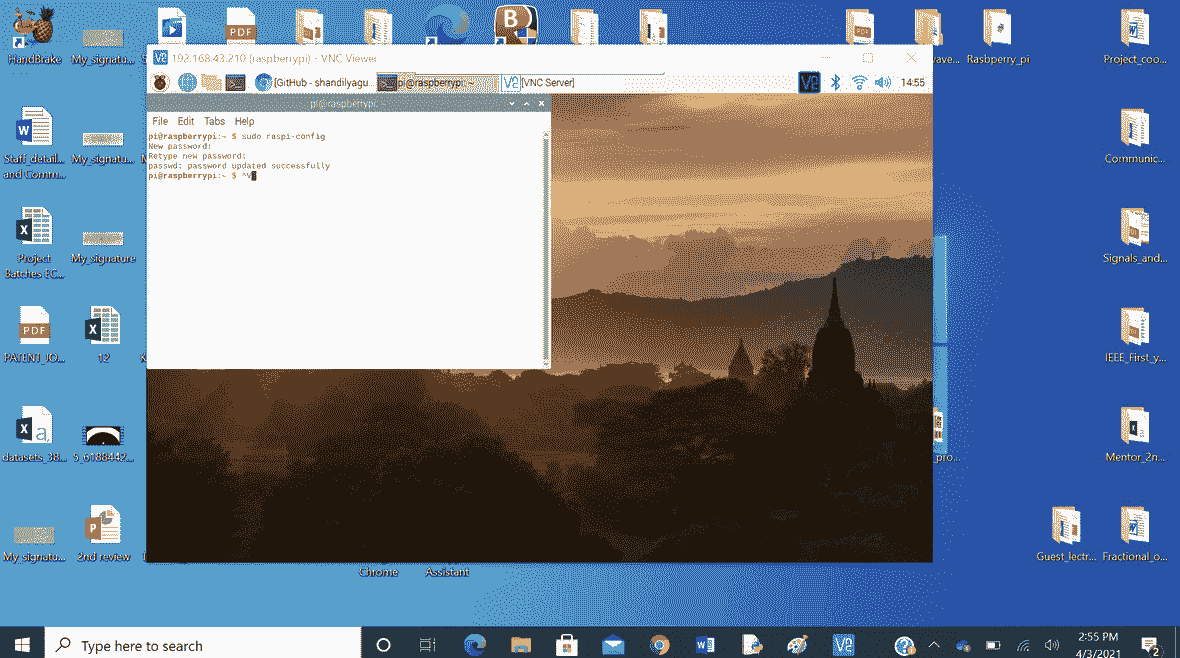 HandBrake
My_signatu...
PDF
B
PDF
wave...
Raspberry_pi
Project_coo...
192.168.43.210 (raspberrypi) - VNC Viewer
[GitHub - shandilyagu...
pi@raspberrypi: ~
[VNC Server]
14:55
pi@raspberrypi: ~
File Edit Tabs Help
pi@raspberrypi:~ $ sudo raspi-config
New password:
Retype new password:
passwd: password updated successfully
pi@raspberrypi:~ $ ^V
Staff_detail...
and Comm...
My_signatu...
Communic...
Project
Batches EC...
My_signature
Signals_and...
PDF
PATENT_JO...
12
IEEE_First_y...
datasets_38...
5_6188442...
_pro...
Mentor_2n...
My_signatu...
2nd review
Chrome
Assistant
Guest_lectr...
Fractional_o...
Type here to search
2:55 PM
4/3/2021
2